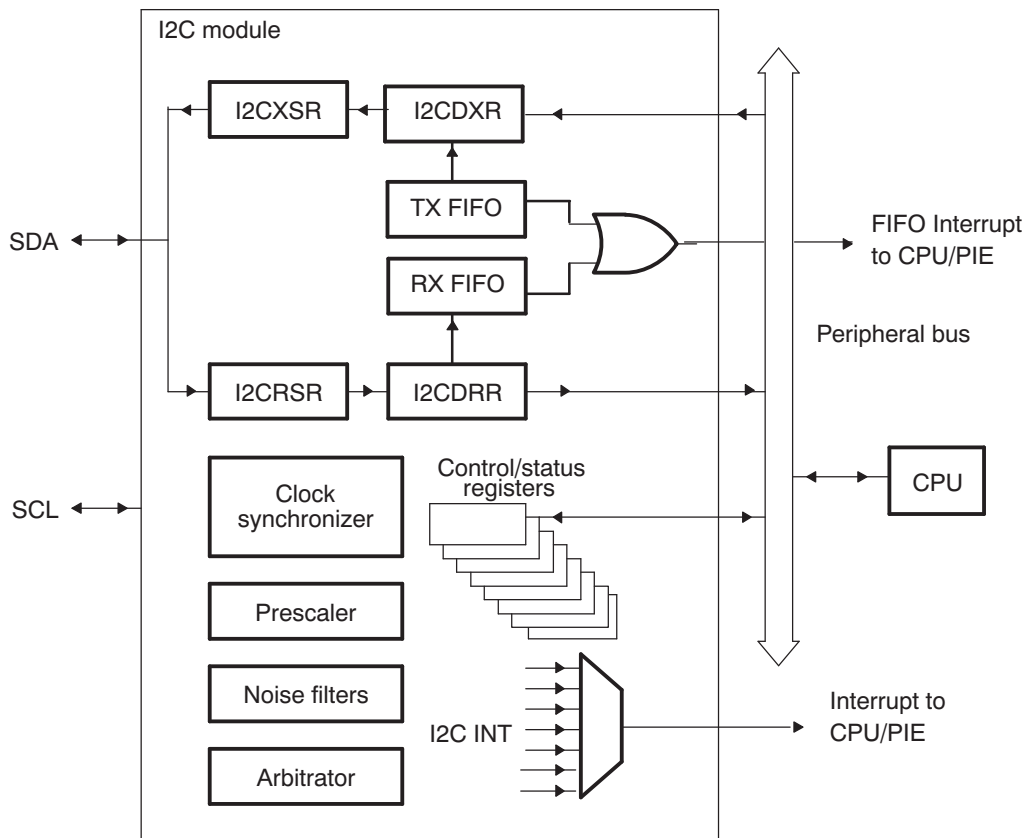 I2C module
I2CXSR
I2CDXR
TX FIFO
RX FIFO
SDA
FIFO Interrupt
to CPU/PIE
Peripheral bus
I2CRSR
I2CDRR
Control/status
registers
Clock
synchronizer
SCL
CPU
Prescaler
Noise filters
I2C INT
Interrupt to
CPU/PIE
Arbitrator